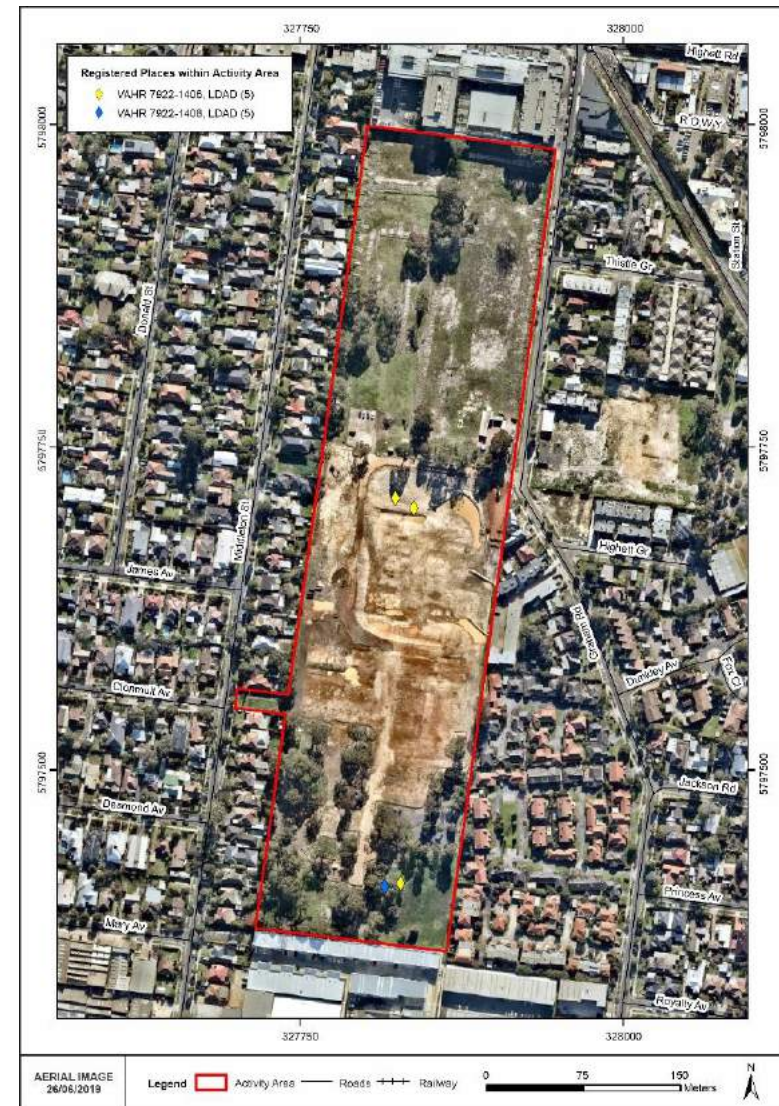 327750
328000
Registered Places within Activity Area
VAHR 7922-1406, LDAD (5)
VAHR 7922-1408, LDAD (5)
Highett Rd
5798000
5798000
R.O.W.Y
Station St
Thistle Gr
Donald St
5797750
5797750
Middleton St
Highett Gr
James Av
Graham Rd
Dunkley Av
Fox Ct
Clonmult Av
5797500
5797500
Jackson Rd
Desmond Av
Princess Av
Mary Av
Royalty Av
327750
328000
AERIAL IMAGE
26/06/2019
Legend
Activity Area
Roads
Railway
0
75
150
Meters
N